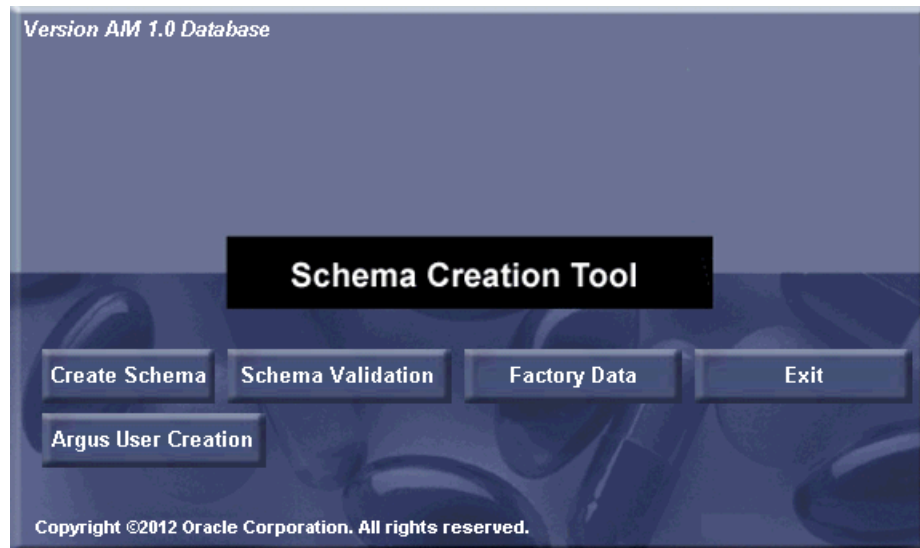 Version AM 1.0 Database
Schema Creation Tool
Create Schema
Schema Validation
Factory Data
Exit
Argus User Creation
Copyright ©2012 Oracle Corporation. All rights reserved.